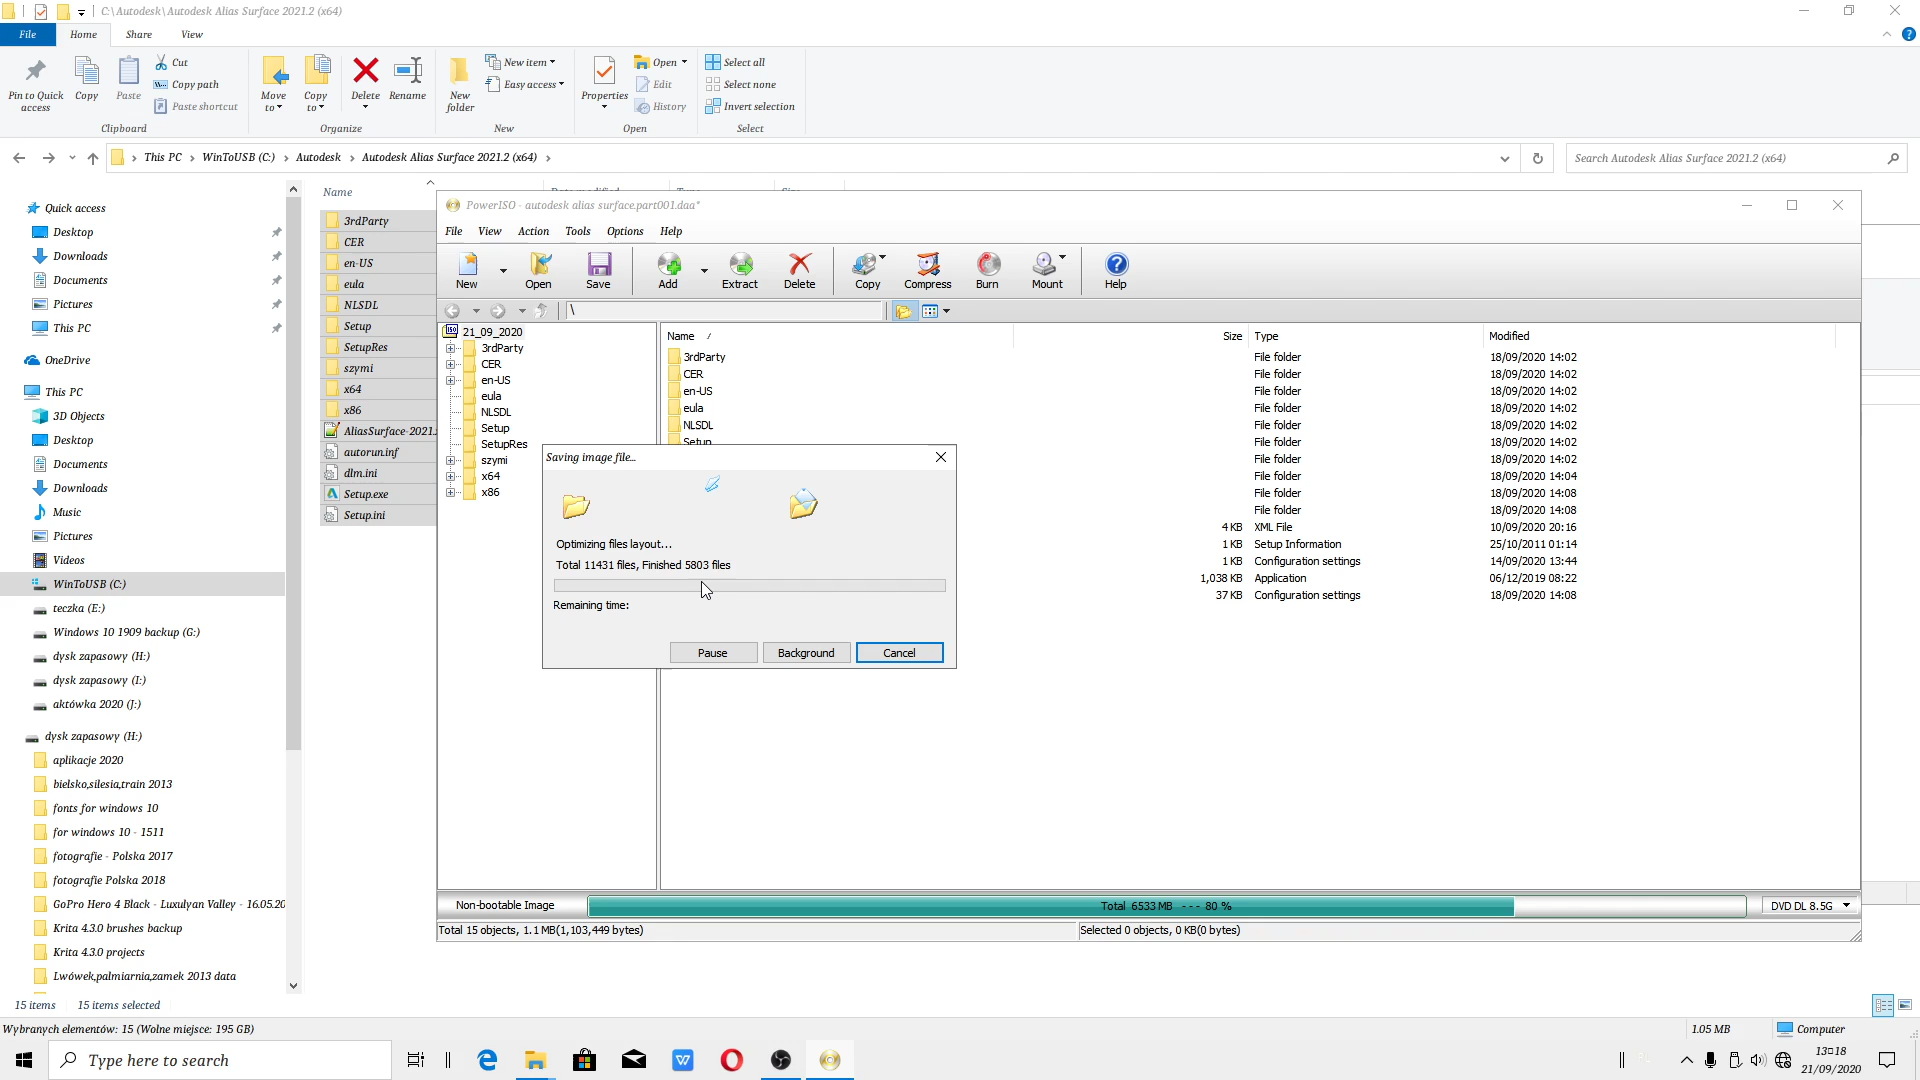 C:\Autodesk\Autodesk Alias Surface 2021.2 (x64)
File Home Share View
Pin to Quick access
Copy
Paste
Cut
Copy path
Paste shortcut
Clipboard
Move to
Copy to
Delete
Rename
Organize
New folder
New item
Easy access
New
Properties
Open
Edit
History
Open
Select all
Select none
Invert selection
Select
This PC WinToUSB (C:) Autodesk Autodesk Alias Surface 2021.2 (x64)
Search Autodesk Alias Surface 2021.2 (x64)
Quick access
Desktop
Downloads
Documents
Pictures
This PC
OneDrive
This PC
3D Objects
Desktop
Documents
Downloads
Music
Pictures
Videos
WinToUSB (C:)
teczka (E:)
Windows 10 1909 backup (G:)
dysk zapasowy (H:)
dysk zapasowy (I:)
aktówka 2020 (J:)
dysk zapasowy (H:)
aplikacje 2020
bielsko,silesia,train 2013
fonts for windows 10
for windows 10 - 1511
fotografie - Polska 2017
fotografie Polska 2018
GoPro Hero 4 Black - Luxulyan Valley - 16.05.20
Krita 4.3.0 brushes backup
Krita 4.3.0 projects
Lwówek,palmiarnia,zamek 2013 data
Name
3rdParty
CER
en-US
eula
NLSDL
Setup
SetupRes
szymi
x64
x86
AliasSurface-2021.
autorun.inf
dlm.ini
Setup.exe
Setup.ini
PowerISO - autodesk alias surface.part001.daa*
File View Action Tools Options Help
New Open Save Add Extract Delete Copy Compress Burn Mount Help
\
21_09_2020
3rdParty
CER
en-US
eula
NLSDL
Setup
SetupRes
szymi
x64
x86
Name Size Type Modified
3rdParty File folder 18/09/2020 14:02
CER File folder 18/09/2020 14:02
en-US File folder 18/09/2020 14:02
eula File folder 18/09/2020 14:02
NLSDL File folder 18/09/2020 14:02
Setup File folder 18/09/2020 14:02
File folder 18/09/2020 14:02
File folder 18/09/2020 14:04
File folder 18/09/2020 14:08
File folder 18/09/2020 14:08
4 KB XML File 10/09/2020 20:16
1 KB Setup Information 25/10/2011 01:14
1 KB Configuration settings 14/09/2020 13:44
1,038 KB Application 06/12/2019 08:22
37 KB Configuration settings 18/09/2020 14:08
Saving image file...
Optimizing files layout...
Total 11431 files, Finished 5803 files
Remaining time:
Pause Background Cancel
Non-bootable Image Total 6533 MB --- 80 % DVD DL 8.5G
Total 15 objects, 1.1 MB(1,103,449 bytes) Selected 0 objects, 0 KB(0 bytes)
15 items 15 items selected
Wybranych elementów: 15 (Wolne miejsce: 195 GB) 1.05 MB Computer
Type here to search
13:18
21/09/2020